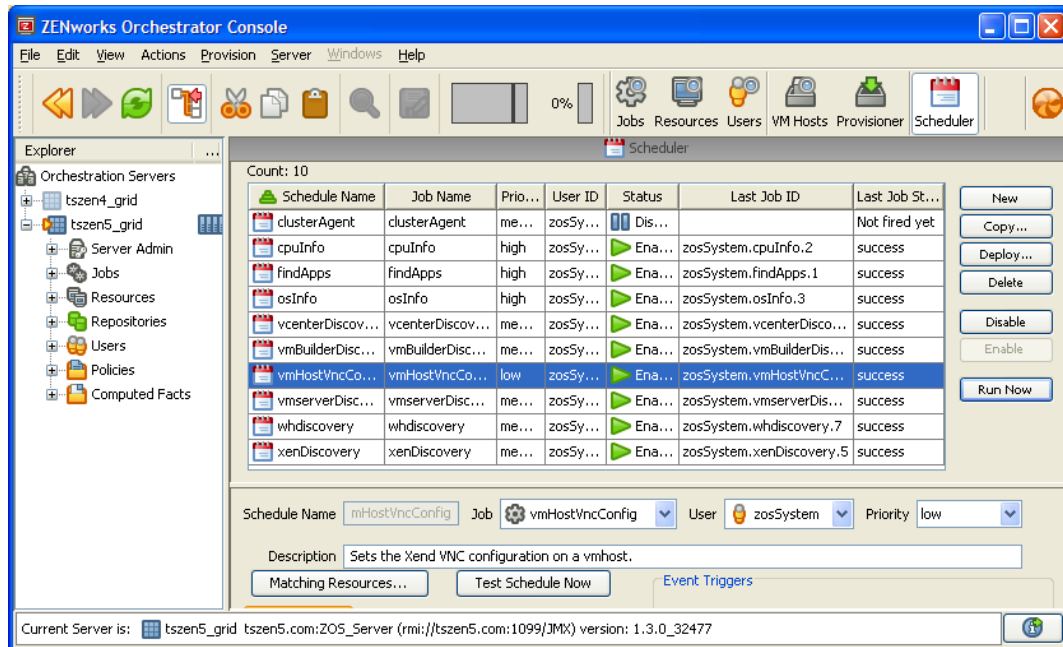 ZENworks Orchestrator Console
File Edit View Actions Provision Server Windows Help
0%
Jobs Resources Users VM Hosts Provisioner Scheduler
Explorer ...
Orchestration Servers
tszen4_grid
tszen5_grid
Server Admin
Jobs
Resources
Repositories
Users
Policies
Computed Facts
Scheduler
Count: 10
Schedule Name Job Name Prio... User ID Status Last Job ID Last Job St...
clusterAgent clusterAgent me... zosSy... Dis... Not fired yet
cpuInfo cpuInfo high zosSy... Ena... zosSystem.cpuInfo.2 success
findApps findApps high zosSy... Ena... zosSystem.findApps.1 success
osInfo osInfo high zosSy... Ena... zosSystem.osInfo.3 success
vcenterDiscov... vcenterDiscov... me... zosSy... Ena... zosSystem.vcenterDisco... success
vmBuilderDisc... vmBuilderDisc... me... zosSy... Ena... zosSystem.vmBuilderDis... success
vmHostVncCo... vmHostVncCo... low zosSy... Ena... zosSystem.vmHostVncC... success
vmserverDisc... vmserverDisc... me... zosSy... Ena... zosSystem.vmserverDis... success
whdiscovery whdiscovery me... zosSy... Ena... zosSystem.whdiscovery.7 success
xenDiscovery xenDiscovery me... zosSy... Ena... zosSystem.xenDiscovery.5 success
New
Copy...
Deploy...
Delete
Disable
Enable
Run Now
Schedule Name mHostVncConfig Job vmHostVncConfig User zosSystem Priority low
Description Sets the Xend VNC configuration on a vmhost.
Matching Resources... Test Schedule Now Event Triggers
Current Server is: tszen5_grid tszen5.com:ZOS_Server (rmi://tszen5.com:1099/JMX) version: 1.3.0_32477